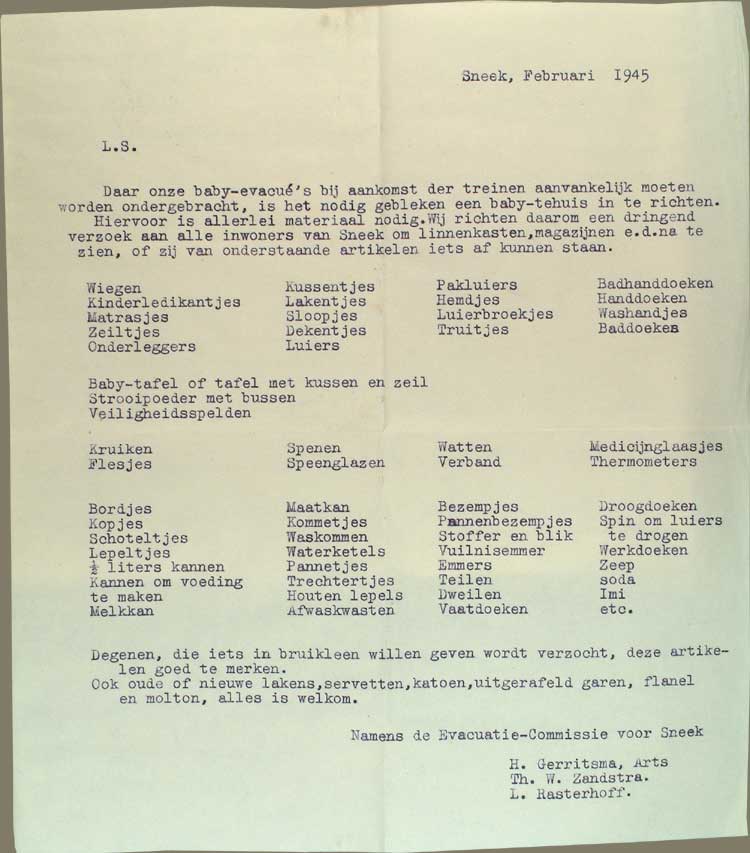 Sneek, Februari 1945
L.S.
Daar onze baby-evacué's bij aankomst der treinen aanvankelijk moeten
worden ondergebracht, is het nodig gebleken een baby-tehuis in te richten.
Hiervoor is allerlei materiaal nodig.Wij richten daarom een dringend
verzoek aan alle inwoners van Sneek om linnenkasten,magazijnen e.d.na te
zien, of zij van onderstaande artikelen iets af kunnen staan.
Wiegen Kussentjes Pakluiers Badhanddoeken
Kinderledikantjes Lakentjes Hemdjes Handdoeken
Matrasjes Sloopjes Luierbroekjes Washandjes
Zeiltjes Dekentjes Truitjes Baddoeken
Onderleggers Luiers
Baby-tafel of tafel met kussen en zeil
Strooipoeder met bussen
Veiligheidsspelden
Kruiken Spenen Watten Medicijnglaasjes
Flesjes Speenglazen Verband Thermometers
Bordjes Maatkan Bezempjes Droogdoeken
Kopjes Kommetjes Pannenbezempjes Spin om luiers
Schoteltjes Waskommen Stoffer en blik te drogen
Lepeltjes Waterketels Vuilnisemmer Werkdoeken
½ liters kannen Pannetjes Emmers Zeep
Kannen om voeding Trechtertjes Teilen soda
te maken Houten lepels Dweilen Imi
Melkkan Afwaskwasten Vaatdoeken etc.
Degenen, die iets in bruikleen willen geven wordt verzocht, deze artike-
len goed te merken.
Ook oude of nieuwe lakens,servetten,katoen,uitgerafeld garen, flanel
en molton, alles is welkom.
Namens de Evacuatie-Commissie voor Sneek
H. Gerritsma, Arts
Th. W. Zandstra.
L. Rasterhoff.